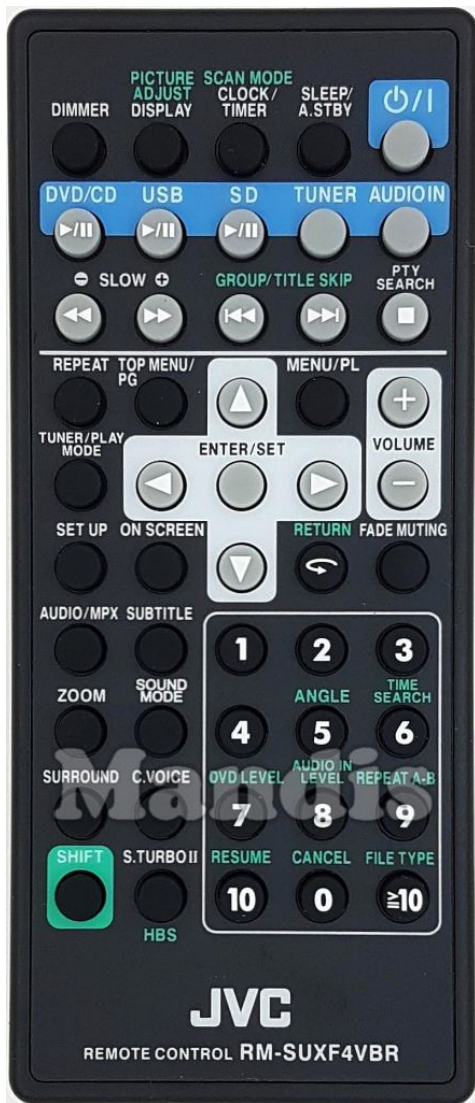 PICTURE ADJUST
SCAN MODE
DIMMER
DISPLAY
CLOCK/
TIMER
SLEEP/
A.STBY
⏻/I
DVD/CD USB SD TUNER AUDIO IN
⊖ SLOW ⊕
GROUP/TITLE SKIP
PTY
SEARCH
REPEAT
TOP MENU/
PG
MENU/PL
TUNER/PLAY
MODE
ENTER/SET
+
VOLUME
−
SET UP
ON SCREEN
RETURN
FADE MUTING
AUDIO/MPX
SUBTITLE
1 2 3
ZOOM
SOUND
MODE
ANGLE
TIME
SEARCH
4 5 6
SURROUND
C.VOICE
DVD LEVEL
AUDIO IN
LEVEL
REPEAT A-B
Mandis
7 8 9
SHIFT
S.TURBO II
RESUME
CANCEL
FILE TYPE
10 0 ≧10
HBS
JVC
REMOTE CONTROL RM-SUXF4VBR